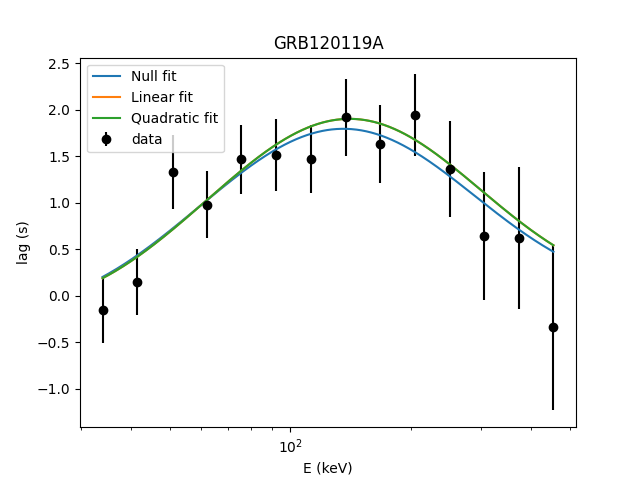 GRB120119A
Null fit
Linear fit
Quadratic fit
data
lag (s)
2.5
2.0
1.5
1.0
0.5
0.0
−0.5
−1.0
10²
E (keV)